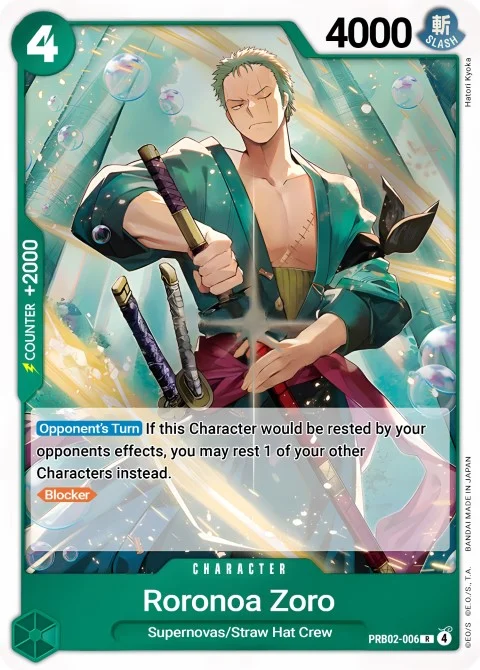 4
4000
斬
SLASH
Hatori Kyoka
COUNTER +2000
Opponent's Turn If this Character would be rested by your
opponents effects, you may rest 1 of your other
Characters instead.
Blocker
CHARACTER
Roronoa Zoro
Supernovas/Straw Hat Crew
PRB02-006 R 4
©EO/S ©E.O./S., T.A. BANDAI MADE IN JAPAN